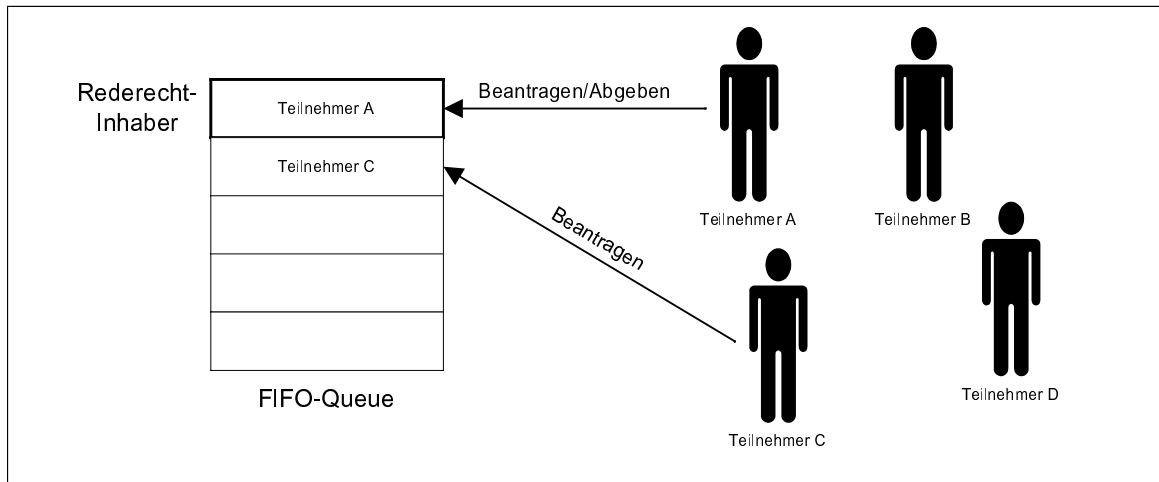 Rederecht-
Inhaber
Teilnehmer A
Teilnehmer C
FIFO-Queue
Beantragen/Abgeben
Beantragen
Teilnehmer A
Teilnehmer B
Teilnehmer C
Teilnehmer D